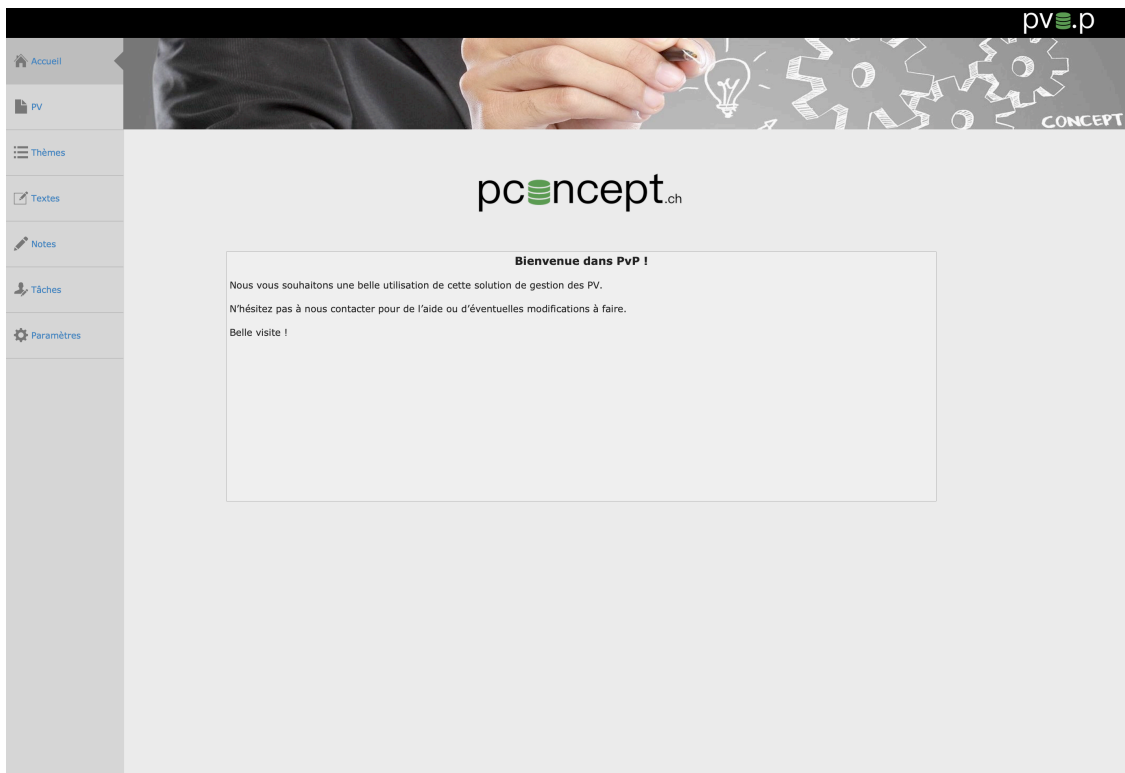 pv.p
Accueil
PV
Thèmes
Textes
Notes
Tâches
Paramètres
CONCEPT
pconcept.ch
Bienvenue dans PvP !
Nous vous souhaitons une belle utilisation de cette solution de gestion des PV.
N’hésitez pas à nous contacter pour de l’aide ou d’éventuelles modifications à faire.
Belle visite !